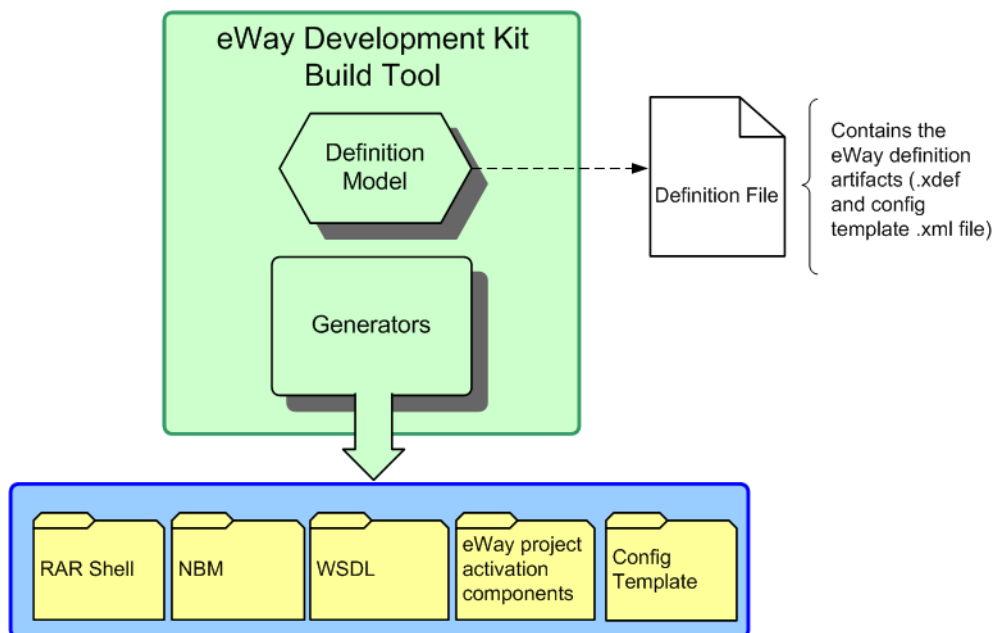 eWay Development Kit
Build Tool
Definition
Model
Definition File
Contains the
eWay definition
artifacts (.xdef
and config
template .xml file)
Generators
RAR Shell
NBM
WSDL
eWay project
activation
components
Config
Template